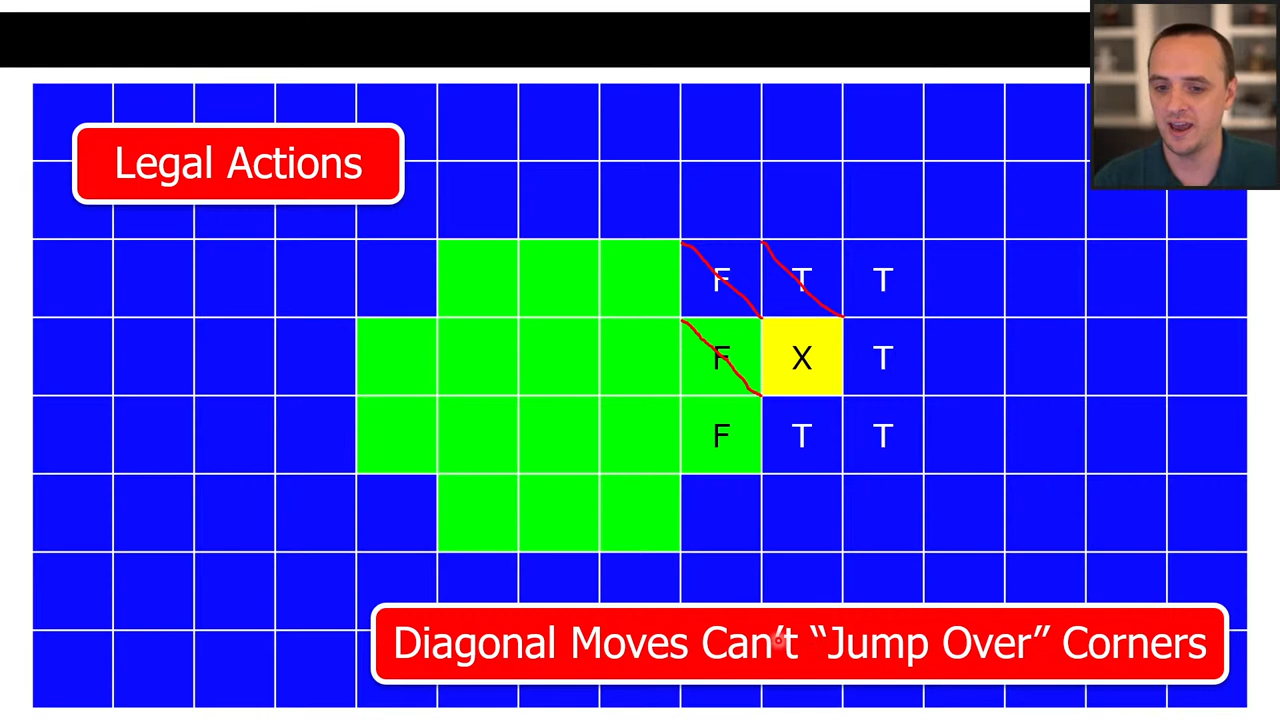 Legal Actions
F T T
F X T
F T T
Diagonal Moves Can’t “Jump Over” Corners